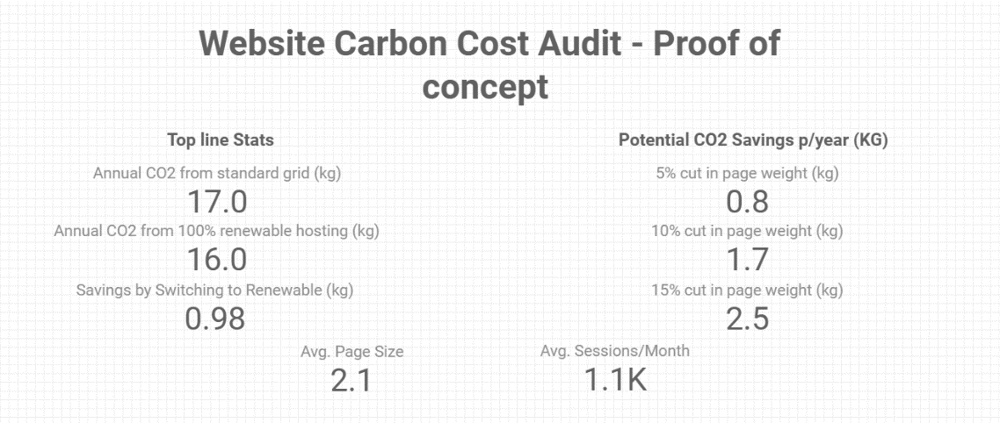 Website Carbon Cost Audit - Proof of
concept
Top line Stats
Annual CO2 from standard grid (kg)
17.0
Annual CO2 from 100% renewable hosting (kg)
16.0
Savings by Switching to Renewable (kg)
0.98
Potential CO2 Savings p/year (KG)
5% cut in page weight (kg)
0.8
10% cut in page weight (kg)
1.7
15% cut in page weight (kg)
2.5
Avg. Page Size
2.1
Avg. Sessions/Month
1.1K